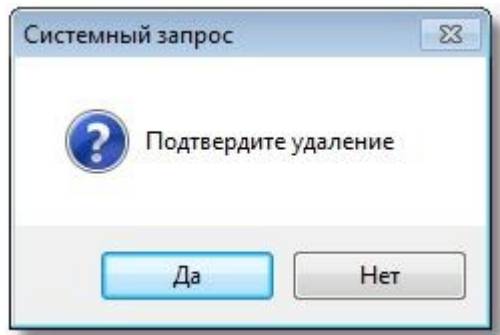 Системный запрос
Подтвердите удаление
Да Нет